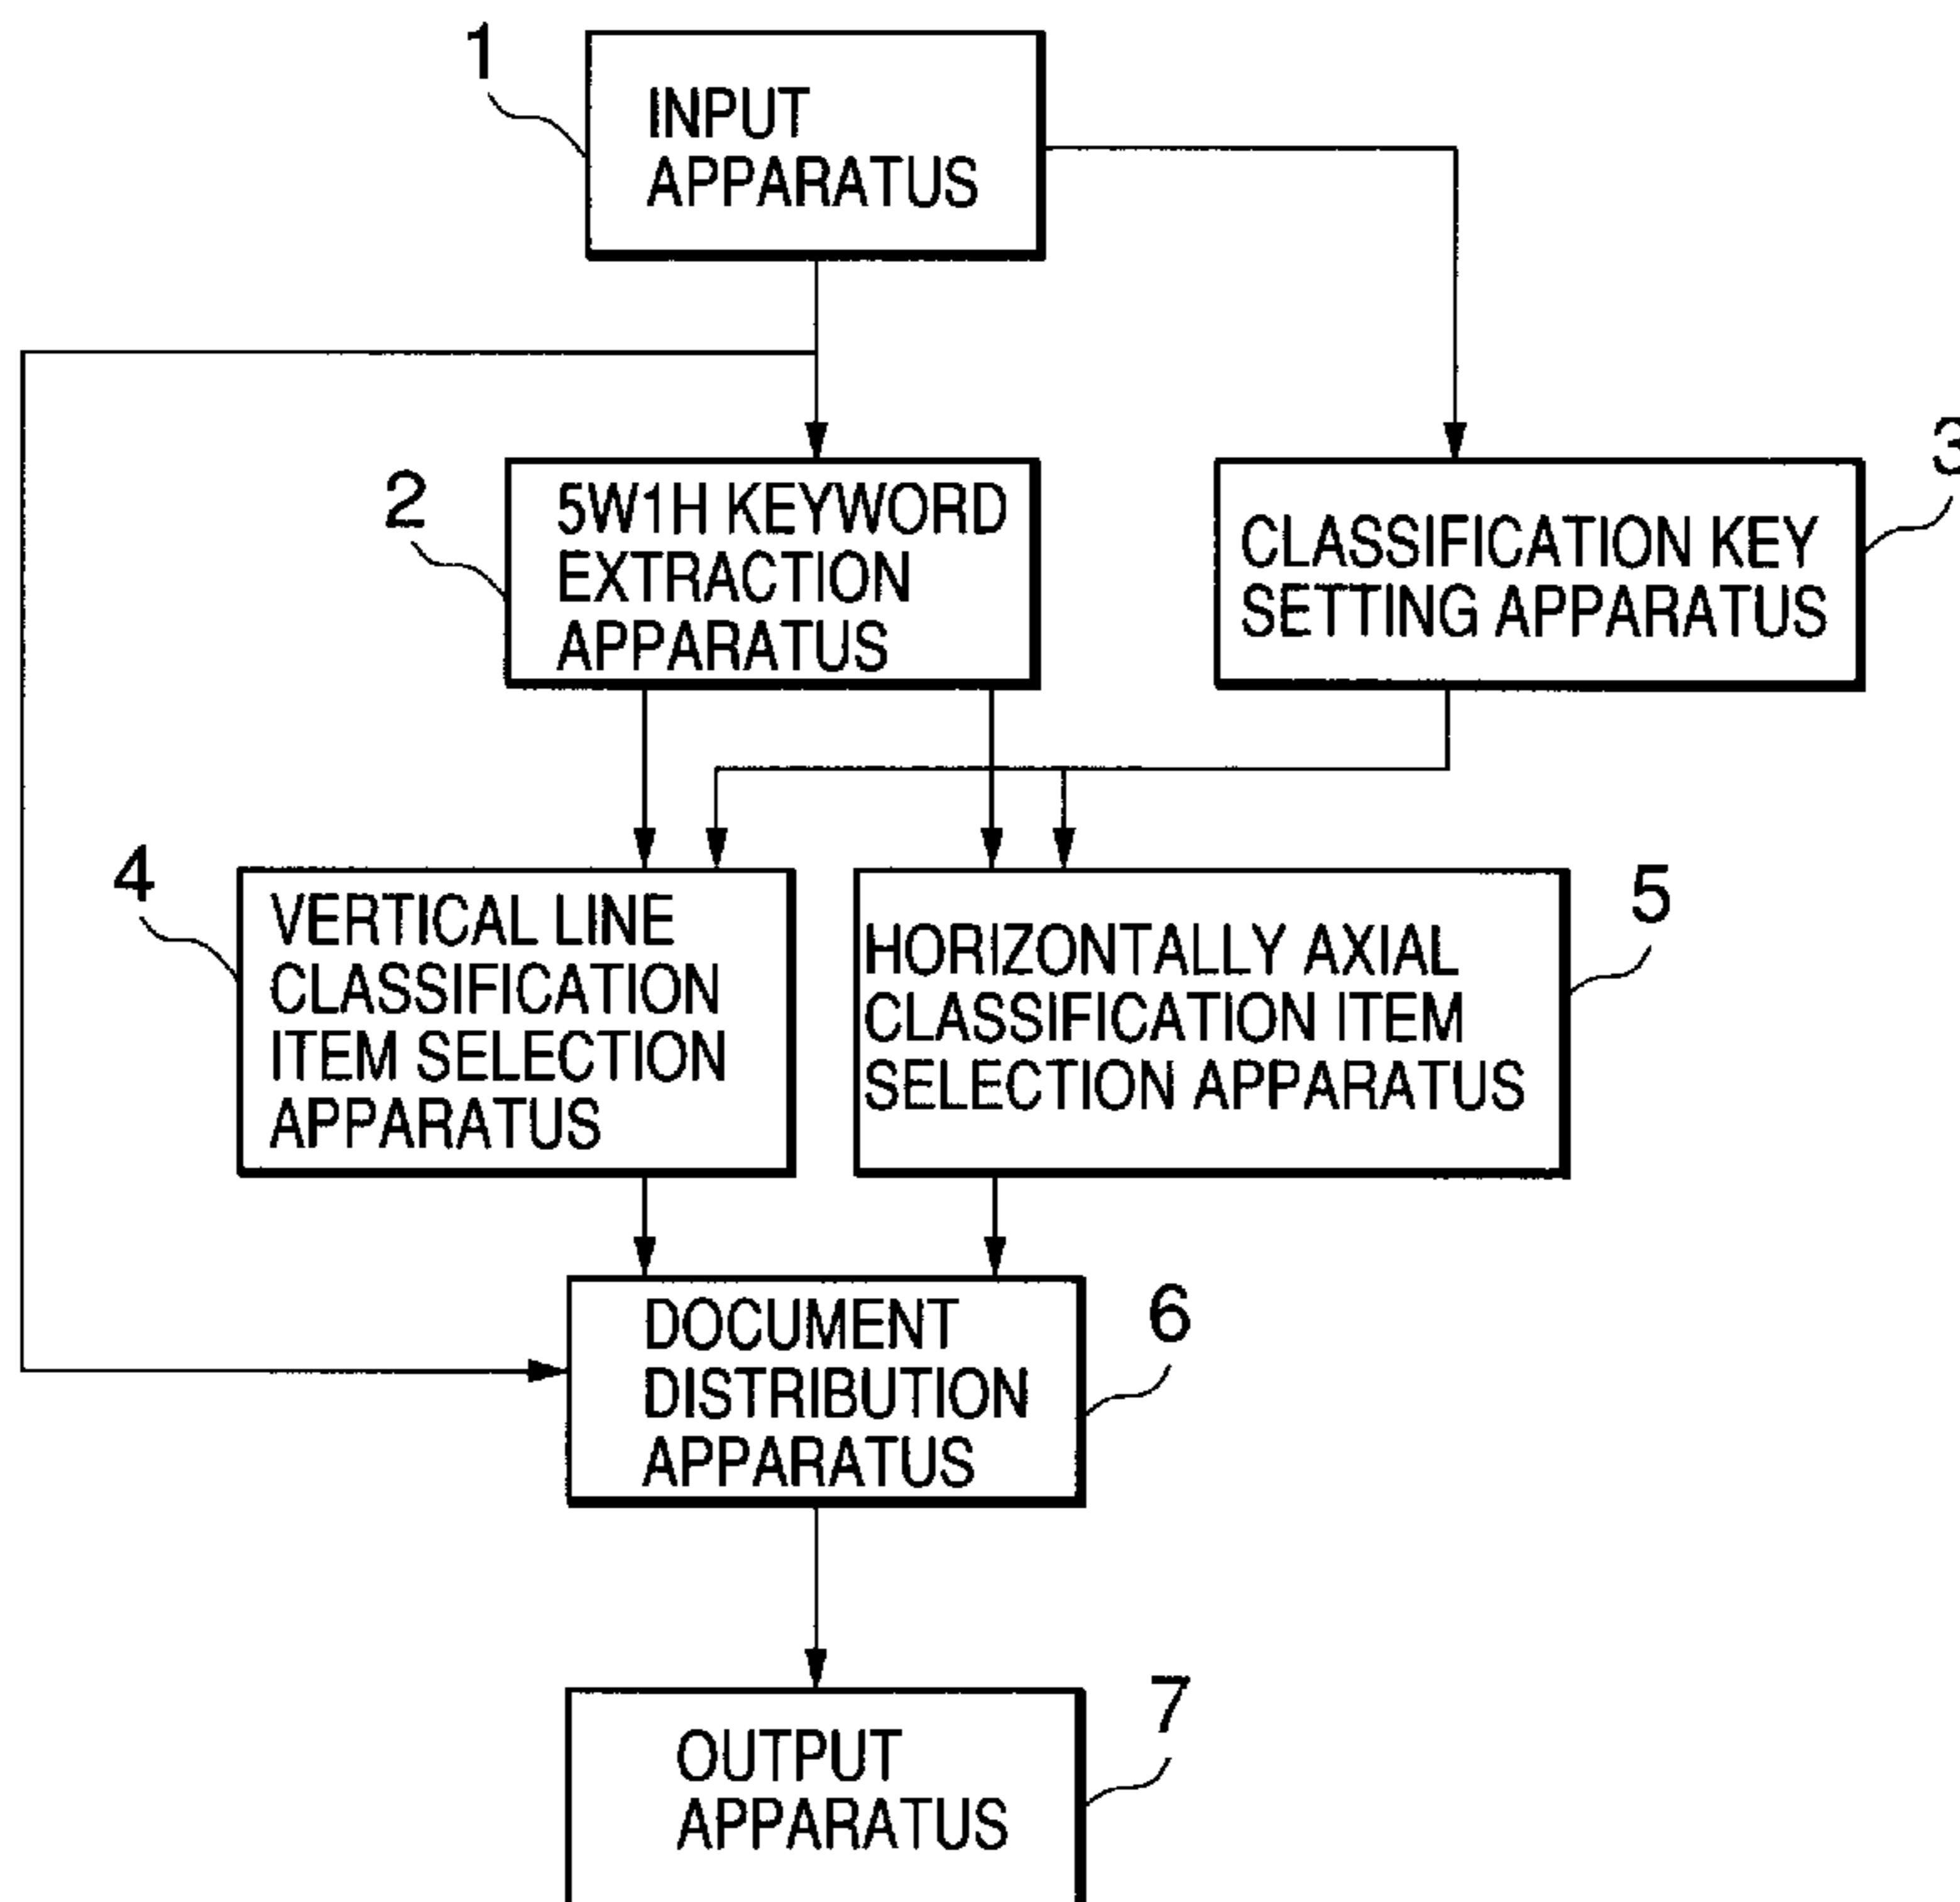 1
INPUT
APPARATUS
2
5W1H KEYWORD
EXTRACTION
APPARATUS
3
CLASSIFICATION KEY
SETTING APPARATUS
4
VERTICAL LINE
CLASSIFICATION
ITEM SELECTION
APPARATUS
5
HORIZONTALLY AXIAL
CLASSIFICATION ITEM
SELECTION APPARATUS
6
DOCUMENT
DISTRIBUTION
APPARATUS
7
OUTPUT
APPARATUS